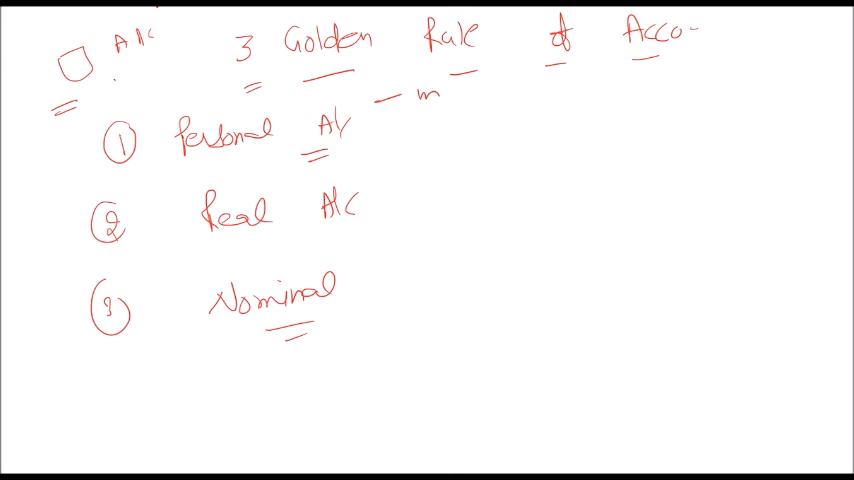 3 Golden Rule of Acco
① Personal A/c
② Real A/c
③ Nominal